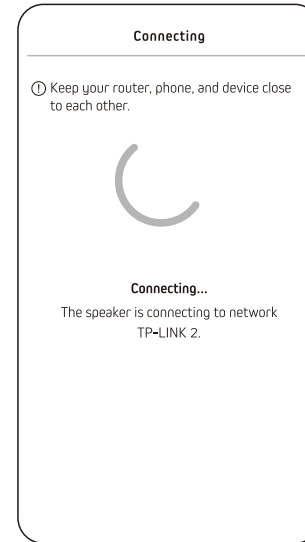 Connecting
Keep your router, phone, and device close
to each other.
Connecting...
The speaker is connecting to network
TP-LINK 2.